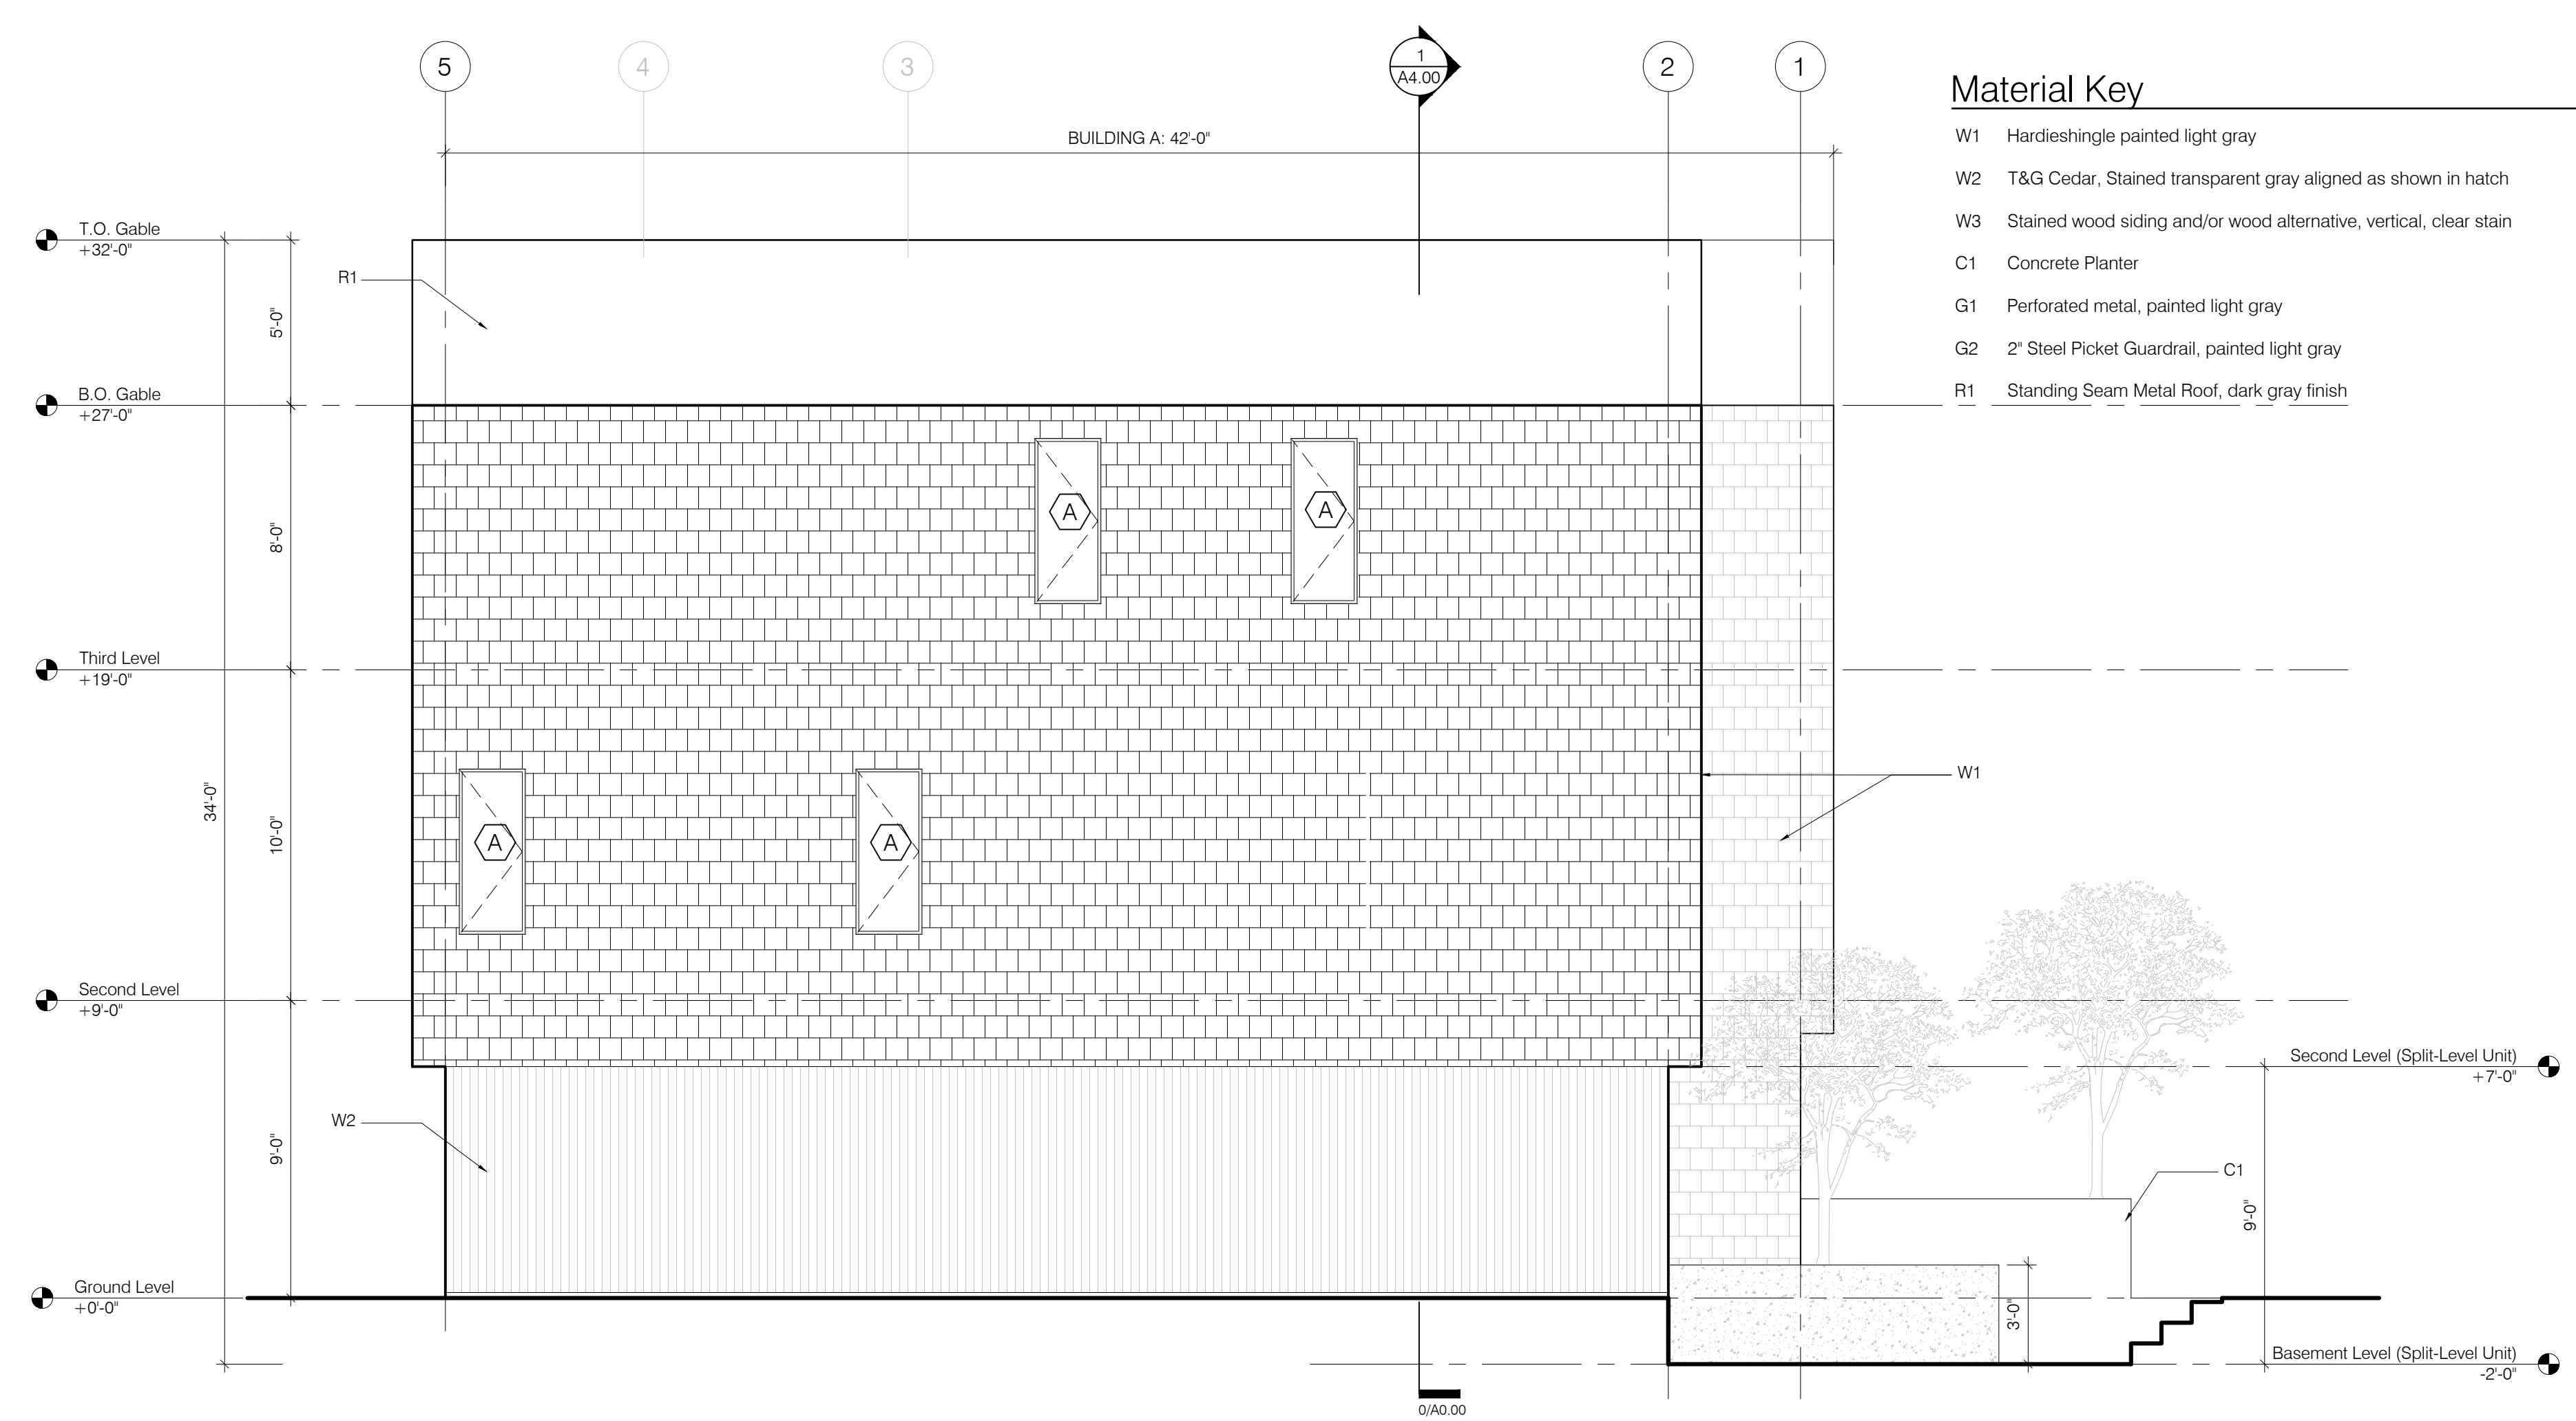 5
4
3
1
A4.00
2
1
Material Key
BUILDING A: 42'-0"
W1 Hardieshingle painted light gray
W2 T&G Cedar, Stained transparent gray aligned as shown in hatch
W3 Stained wood siding and/or wood alternative, vertical, clear stain
C1 Concrete Planter
G1 Perforated metal, painted light gray
G2 2" Steel Picket Guardrail, painted light gray
R1 Standing Seam Metal Roof, dark gray finish
T.O. Gable
+32'-0"
R1
5'-0"
B.O. Gable
+27'-0"
A
A
8'-0"
Third Level
+19'-0"
W1
34'-0"
10'-0"
A
A
Second Level
+9'-0"
Second Level (Split-Level Unit)
+7'-0"
W2
9'-0"
C1
9'-0"
Ground Level
+0'-0"
3'-0"
Basement Level (Split-Level Unit)
-2'-0"
0/A0.00